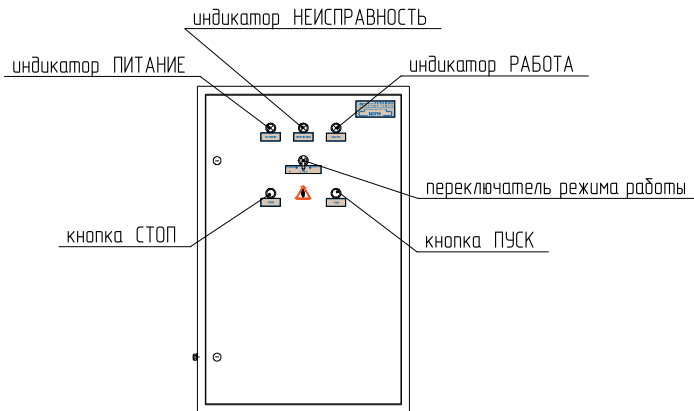 индикатор НЕИСПРАВНОСТЬ
индикатор ПИТАНИЕ
индикатор РАБОТА
переключатель режима работы
кнопка СТОП
кнопка ПУСК